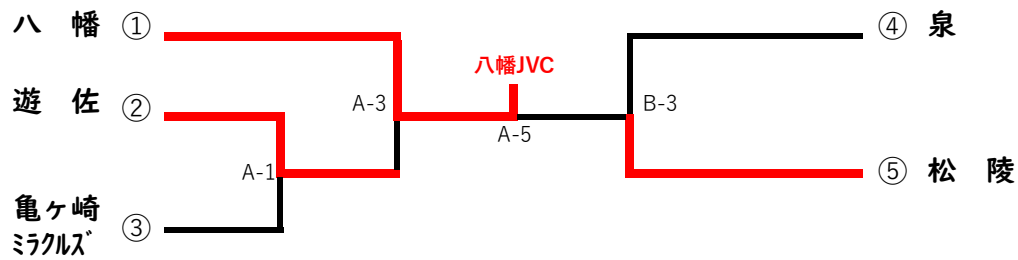 八　幡 ①
④ 泉
八幡JVC
遊　佐 ②
A-3
B-3
A-5
A-1
⑤ 松　陵
亀ヶ崎
ﾐﾗｸﾙｽﾞ
③